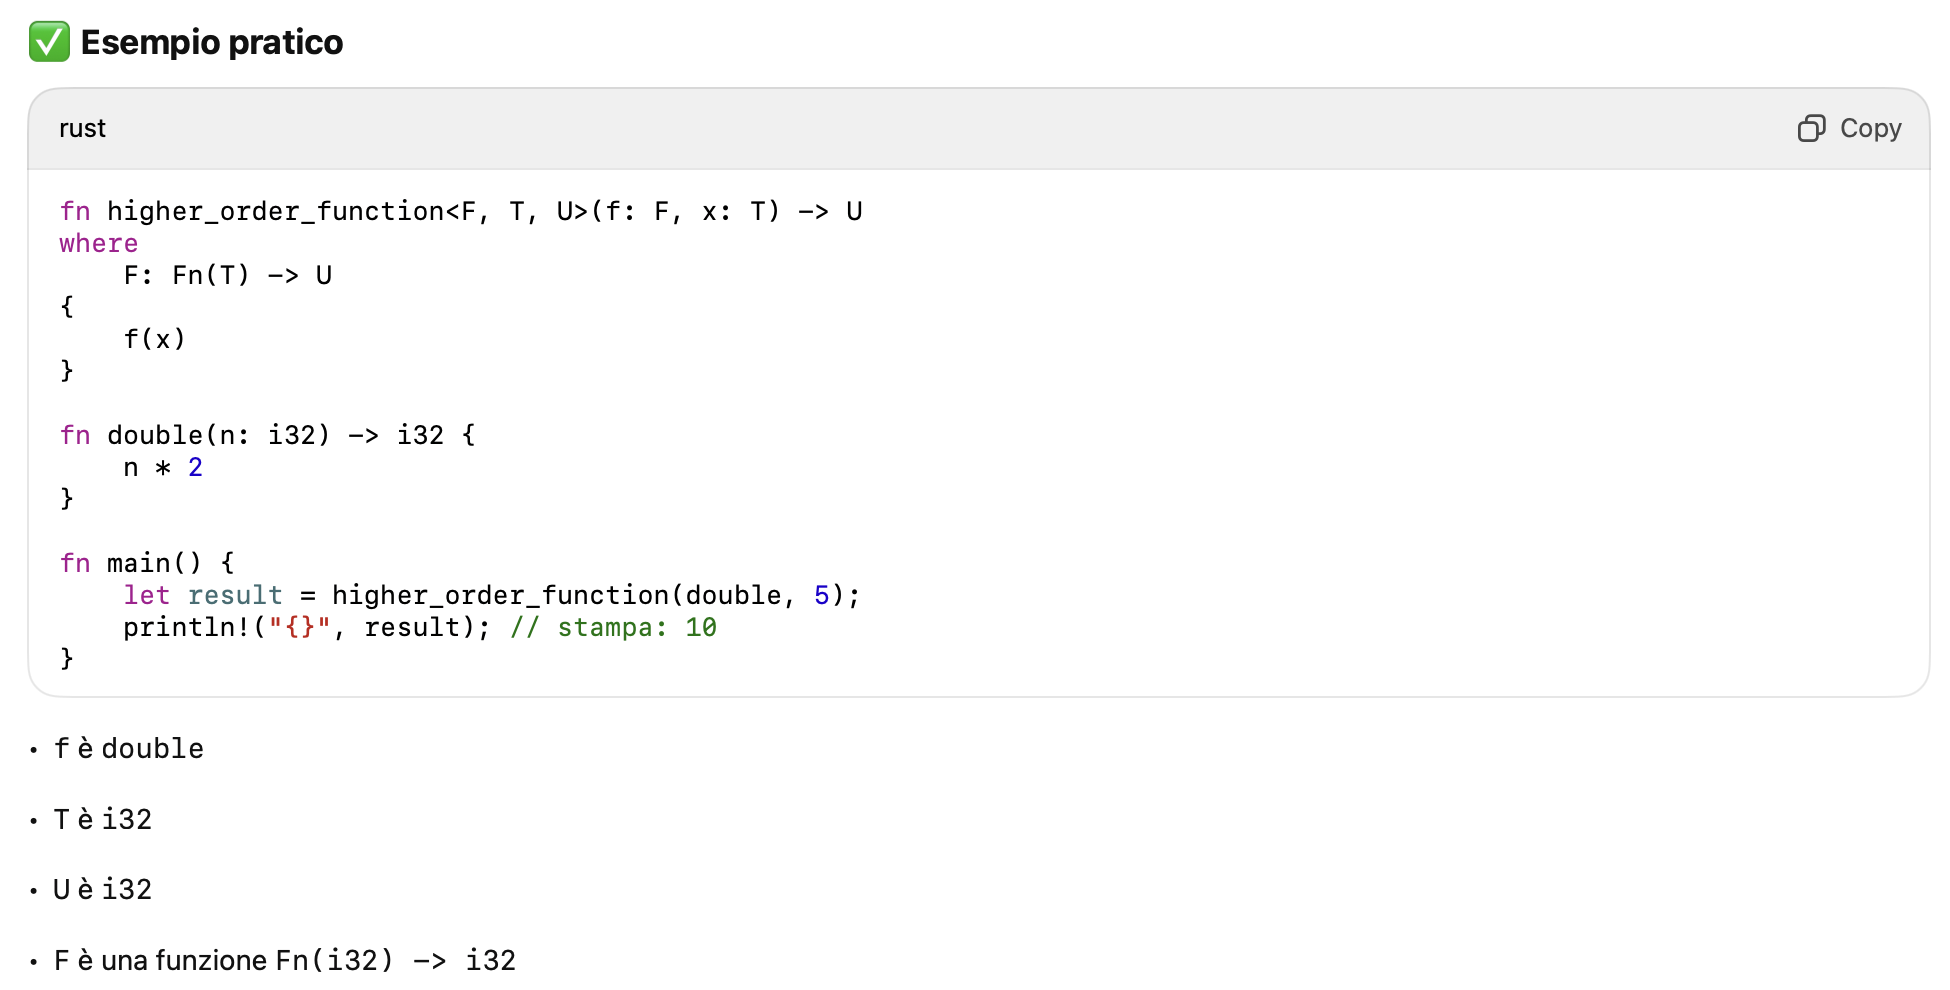 ✅ Esempio pratico
rust
Copy
fn higher_order_function<F, T, U>(f: F, x: T) -> U
where
    F: Fn(T) -> U
{
    f(x)
}

fn double(n: i32) -> i32 {
    n * 2
}

fn main() {
    let result = higher_order_function(double, 5);
    println!("{}", result); // stampa: 10
}
• f è double
• T è i32
• U è i32
• F è una funzione Fn(i32) -> i32